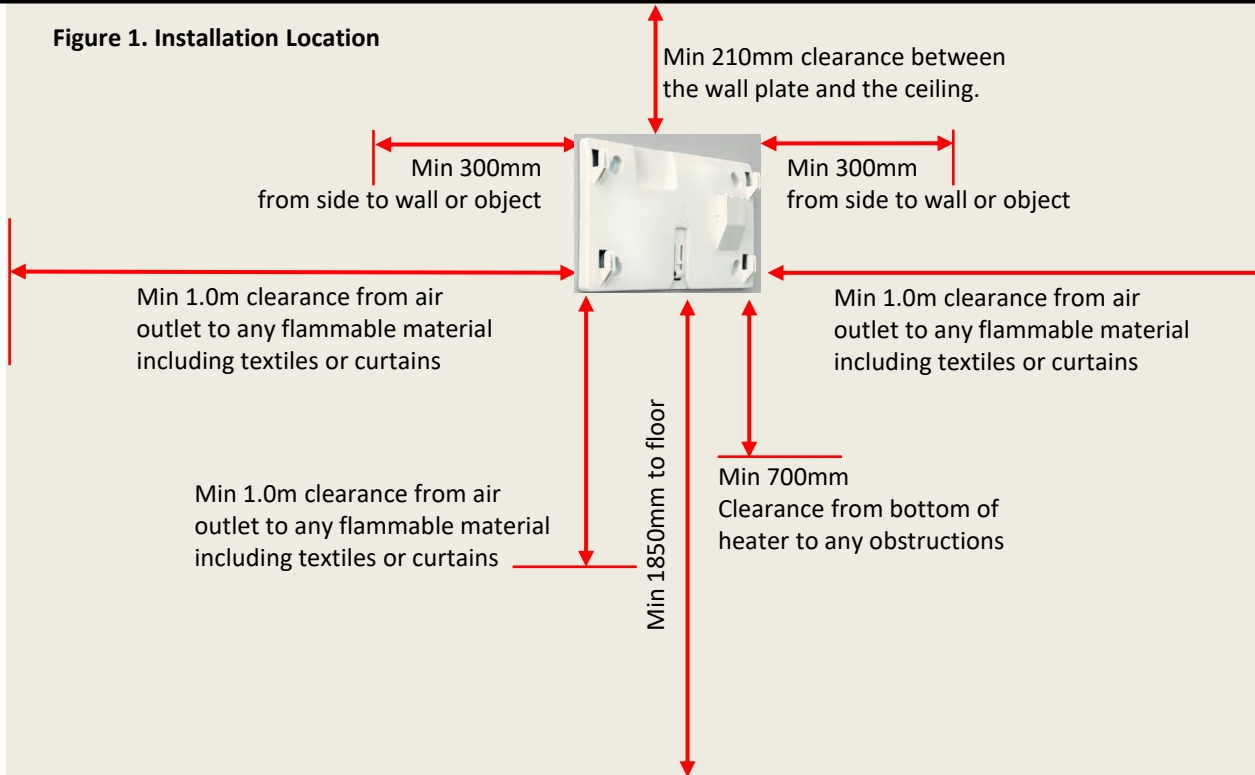 Figure 1. Installation Location
Min 210mm clearance between
the wall plate and the ceiling.
Min 300mm
from side to wall or object
Min 300mm
from side to wall or object
Min 1.0m clearance from air
outlet to any flammable material
including textiles or curtains
Min 1.0m clearance from air
outlet to any flammable material
including textiles or curtains
Min 1850mm to floor
Min 700mm
Clearance from bottom of
heater to any obstructions
Min 1.0m clearance from air
outlet to any flammable material
including textiles or curtains